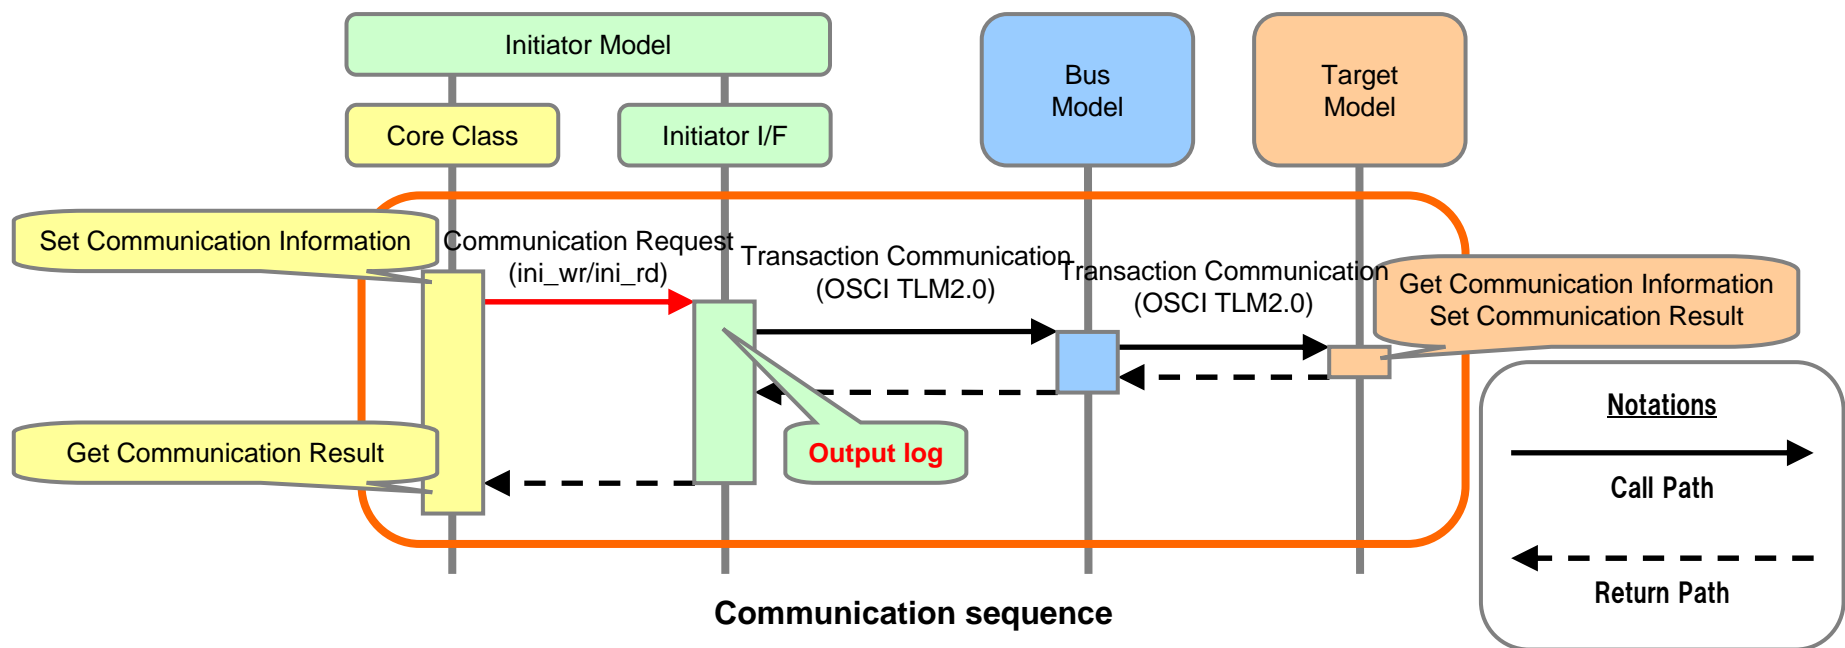 Initiator Model
Bus
Model
Target
Model
Core Class
Initiator I/F
Set Communication Information
Communication Request
(ini_wr/ini_rd)
Transaction Communication
(OSCI TLM2.0)
Transaction Communication
(OSCI TLM2.0)
Get Communication Information
Set Communication Result
Get Communication Result
Output log
Notations
Call Path
Return Path
Communication sequence